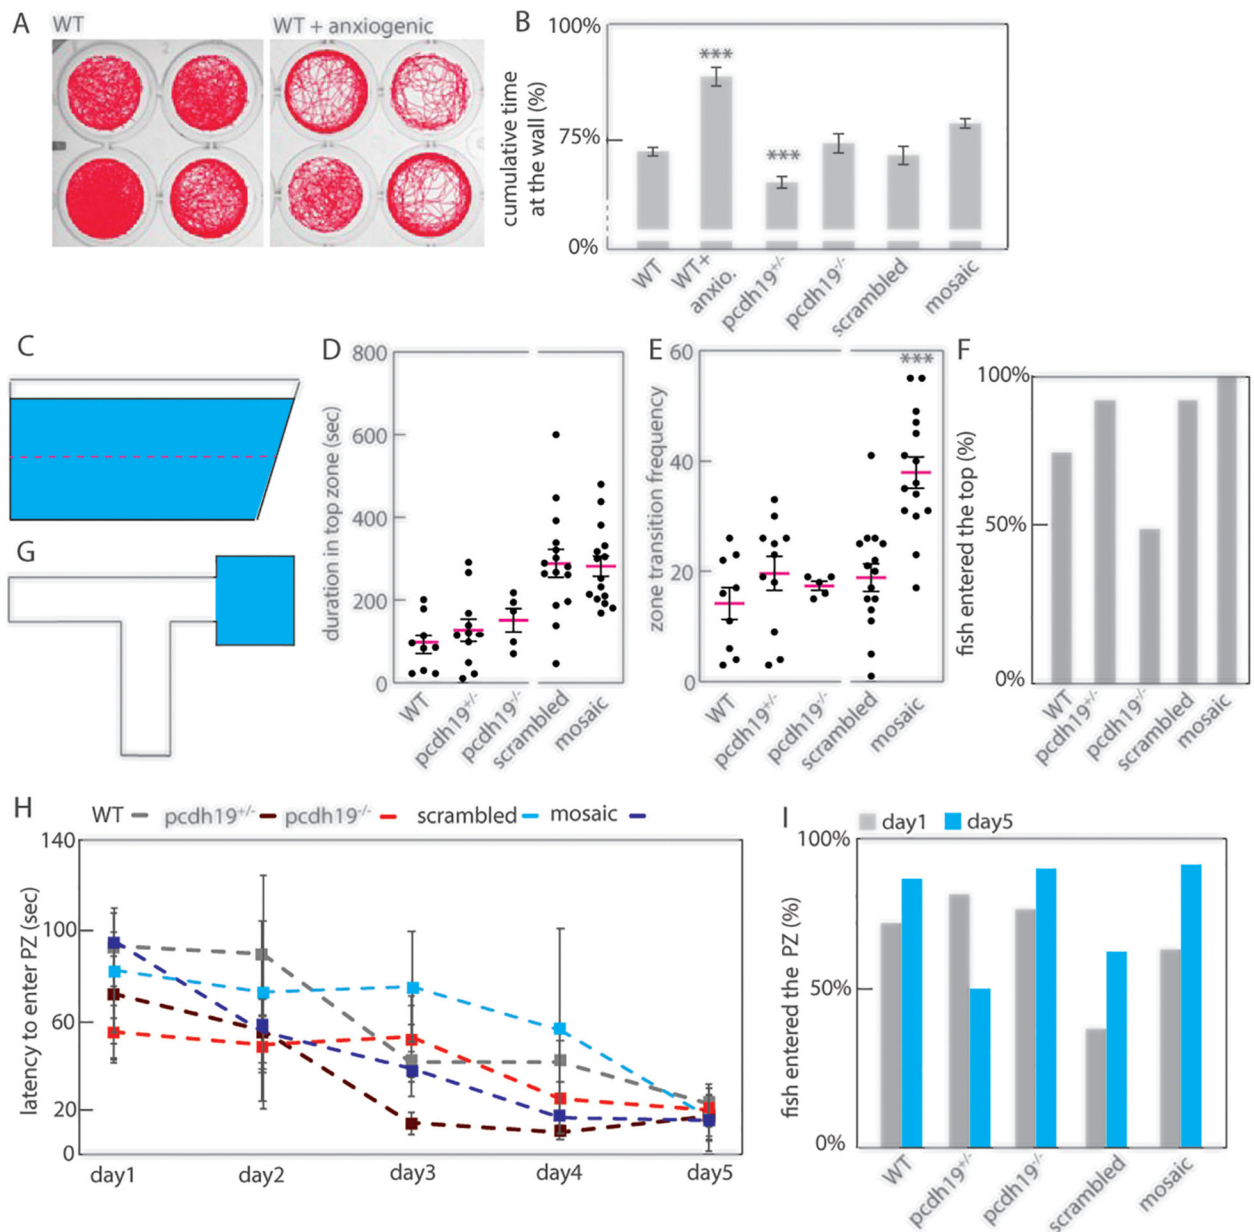 A
WT
WT + anxiogenic
B
cumulative time
at the wall (%)
100%
75%
0%
***
***
WT
WT+
anxio.
pcdh19+/-
pcdh19-/-
scrambled
mosaic
C
D
duration in top zone (sec)
800
600
400
200
0
WT
pcdh19+/-
pcdh19-/-
scrambled
mosaic
E
zone transition frequency
60
40
20
0
***
WT
pcdh19+/-
pcdh19-/-
scrambled
mosaic
F
fish entered the top (%)
100%
50%
0%
WT
pcdh19+/-
pcdh19-/-
scrambled
mosaic
G
H
WT pcdh19+/- pcdh19-/- scrambled mosaic
latency to enter PZ (sec)
140
100
60
20
0
day1 day2 day3 day4 day5
I
day1 day5
fish entered the PZ (%)
100%
50%
0%
WT
pcdh19+/-
pcdh19-/-
scrambled
mosaic